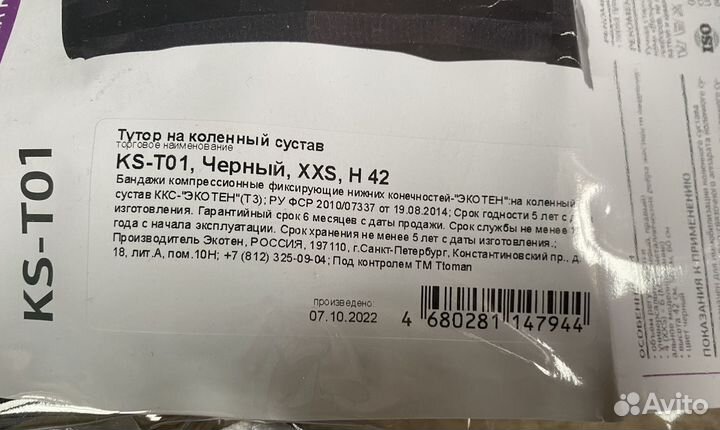 KS-T01
Тутор на коленный сустав
торговое наименование
KS-T01, Черный, XXS, H 42
Бандажи компрессионные фиксирующие нижних конечностей-"ЭКОТЕН":на коленный
сустав ККС-"ЭКОТЕН"(Т3); РУ ФСР 2010/07337 от 19.08.2014; Срок годности 5 лет с
изготовления. Гарантийный срок 6 месяцев с даты продажи. Срок службы не менее
года с начала эксплуатации. Срок хранения не менее 5 лет с даты изготовления.;
Производитель Экотен, РОССИЯ, 197110, г.Санкт-Петербург, Константиновский пр.,
18, лит.А, пом.10Н; +7 (812) 325-09-04; Под контролем ТМ Ttoman
произведено:
07.10.2022
4 680281 147944
ПОКАЗАНИЯ К ПРИМЕНЕНИЮ
ISO
Avito